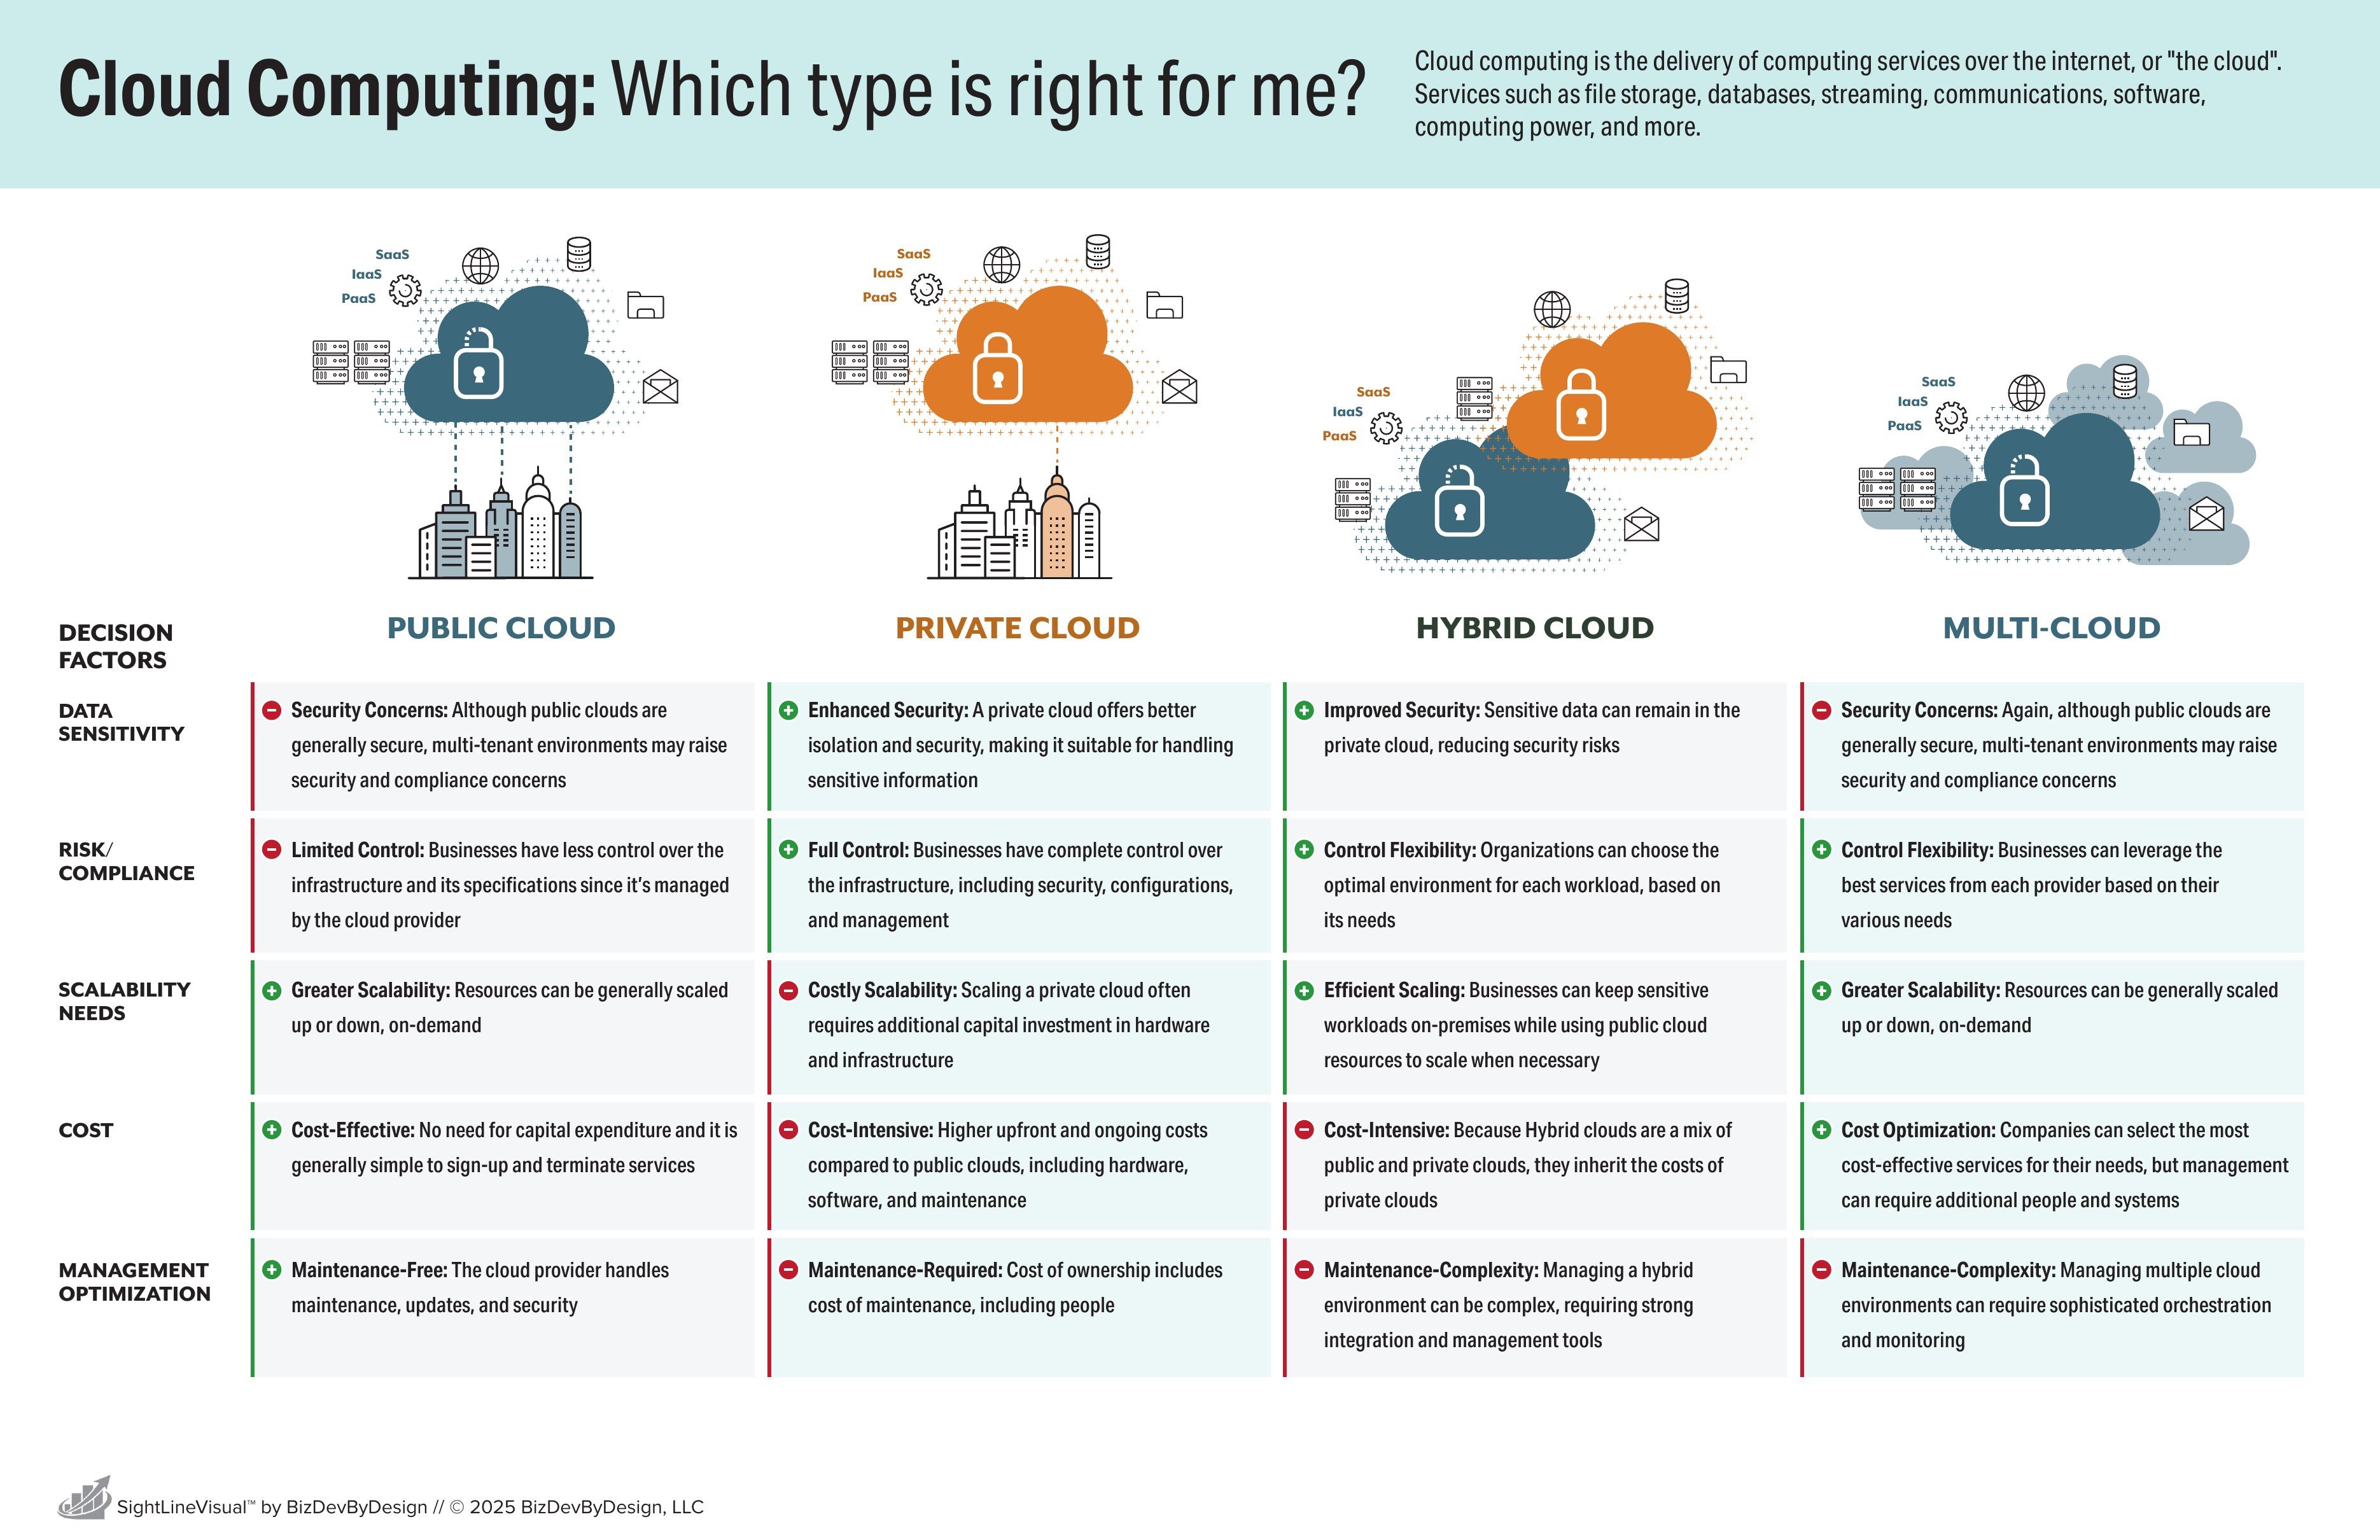 Cloud Computing: Which type is right for me?
Cloud computing is the delivery of computing services over the internet, or "the cloud".
Services such as file storage, databases, streaming, communications, software,
computing power, and more.
SaaS
IaaS
PaaS
SaaS
IaaS
PaaS
SaaS
IaaS
PaaS
SaaS
IaaS
PaaS
DECISION
FACTORS
PUBLIC CLOUD
PRIVATE CLOUD
HYBRID CLOUD
MULTI-CLOUD
DATA
SENSITIVITY
Security Concerns: Although public clouds are
generally secure, multi-tenant environments may raise
security and compliance concerns
Enhanced Security: A private cloud offers better
isolation and security, making it suitable for handling
sensitive information
Improved Security: Sensitive data can remain in the
private cloud, reducing security risks
Security Concerns: Again, although public clouds are
generally secure, multi-tenant environments may raise
security and compliance concerns
RISK/
COMPLIANCE
Limited Control: Businesses have less control over the
infrastructure and its specifications since it's managed
by the cloud provider
Full Control: Businesses have complete control over
the infrastructure, including security, configurations,
and management
Control Flexibility: Organizations can choose the
optimal environment for each workload, based on
its needs
Control Flexibility: Businesses can leverage the
best services from each provider based on their
various needs
SCALABILITY
NEEDS
Greater Scalability: Resources can be generally scaled
up or down, on-demand
Costly Scalability: Scaling a private cloud often
requires additional capital investment in hardware
and infrastructure
Efficient Scaling: Businesses can keep sensitive
workloads on-premises while using public cloud
resources to scale when necessary
Greater Scalability: Resources can be generally scaled
up or down, on-demand
COST
Cost-Effective: No need for capital expenditure and it is
generally simple to sign-up and terminate services
Cost-Intensive: Higher upfront and ongoing costs
compared to public clouds, including hardware,
software, and maintenance
Cost-Intensive: Because Hybrid clouds are a mix of
public and private clouds, they inherit the costs of
private clouds
Cost Optimization: Companies can select the most
cost-effective services for their needs, but management
can require additional people and systems
MANAGEMENT
OPTIMIZATION
Maintenance-Free: The cloud provider handles
maintenance, updates, and security
Maintenance-Required: Cost of ownership includes
cost of maintenance, including people
Maintenance-Complexity: Managing a hybrid
environment can be complex, requiring strong
integration and management tools
Maintenance-Complexity: Managing multiple cloud
environments can require sophisticated orchestration
and monitoring
SightLineVisual™ by BizDevByDesign // © 2025 BizDevByDesign, LLC